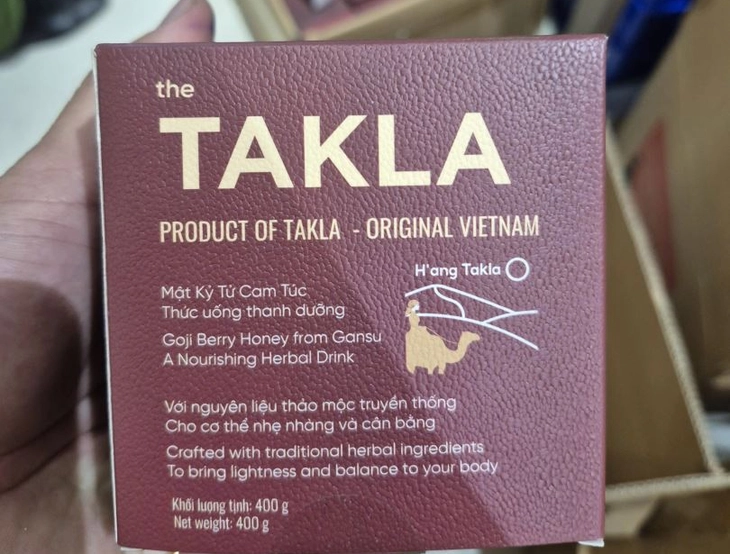 the
TAKLA
PRODUCT OF TAKLA - ORIGINAL VIETNAM
H'ang Takla
Mật Kỷ Tử Cam Túc
Thức uống thanh dưỡng
Goji Berry Honey from Gansu
A Nourishing Herbal Drink
Với nguyên liệu thảo mộc truyền thống
Cho cơ thể nhẹ nhàng và cân bằng
Crafted with traditional herbal ingredients
To bring lightness and balance to your body
Khối lượng tịnh: 400 g
Net weight: 400 g